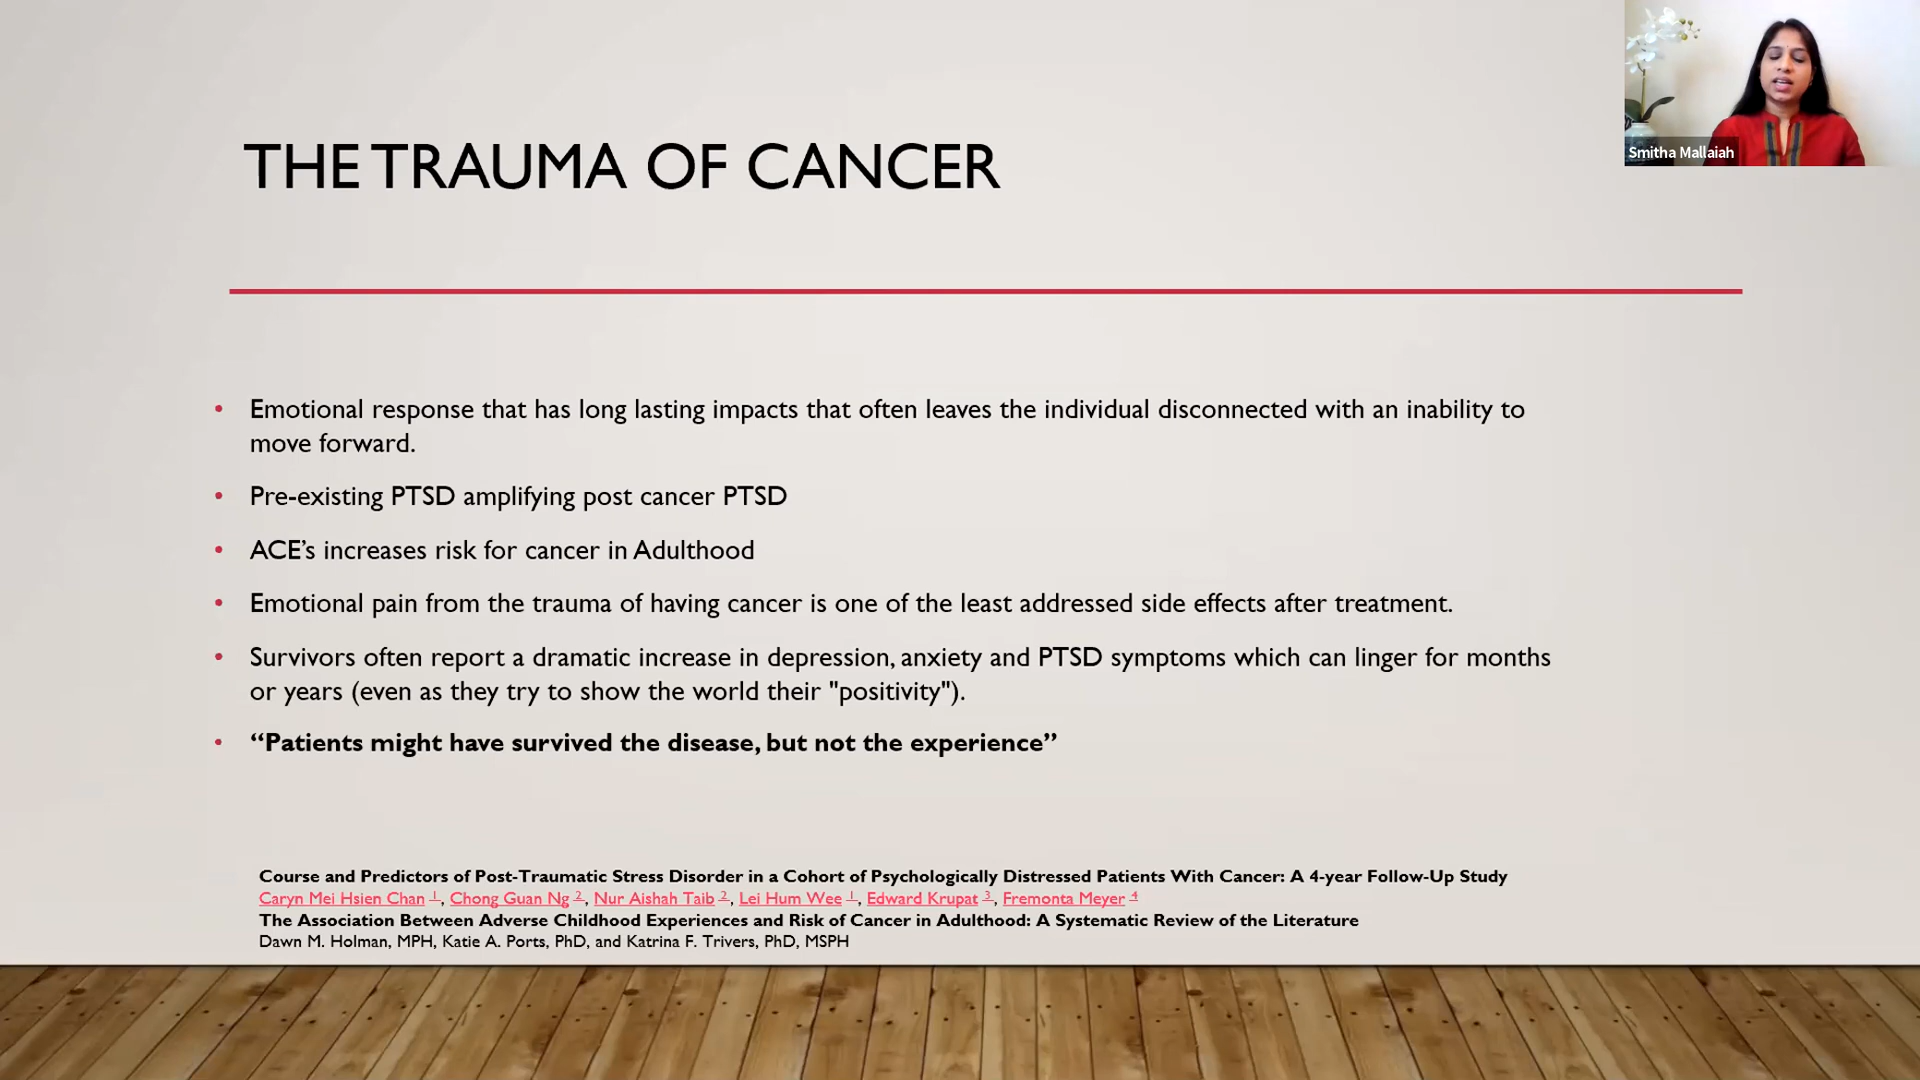 THE TRAUMA OF CANCER
Smitha Mallaiah
• Emotional response that has long lasting impacts that often leaves the individual disconnected with an inability to
move forward.
• Pre-existing PTSD amplifying post cancer PTSD
• ACE’s increases risk for cancer in Adulthood
• Emotional pain from the trauma of having cancer is one of the least addressed side effects after treatment.
• Survivors often report a dramatic increase in depression, anxiety and PTSD symptoms which can linger for months
or years (even as they try to show the world their "positivity").
• “Patients might have survived the disease, but not the experience”
Course and Predictors of Post-Traumatic Stress Disorder in a Cohort of Psychologically Distressed Patients With Cancer: A 4-year Follow-Up Study
Caryn Mei Hsien Chan 1, Chong Guan Ng 2, Nur Aishah Taib 2, Lei Hum Wee 1, Edward Krupat 3, Fremonta Meyer 4
The Association Between Adverse Childhood Experiences and Risk of Cancer in Adulthood: A Systematic Review of the Literature
Dawn M. Holman, MPH, Katie A. Ports, PhD, and Katrina F. Trivers, PhD, MSPH